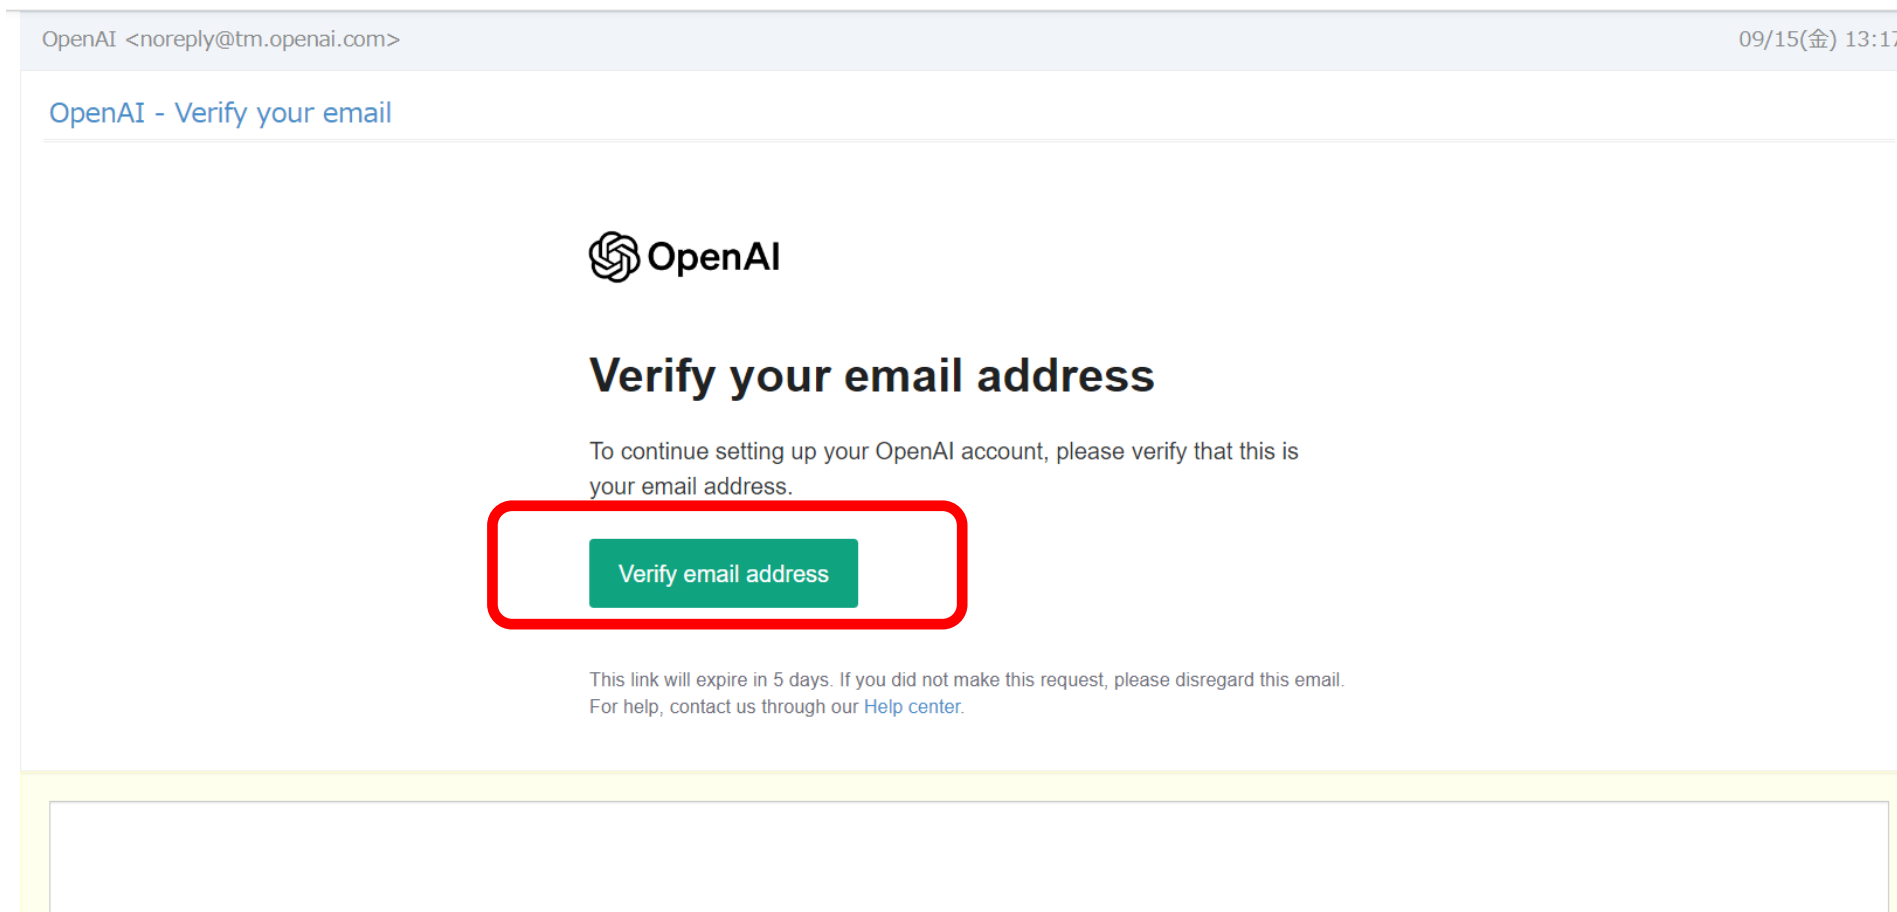 OpenAI <noreply@tm.openai.com>
09/15(金) 13:17
OpenAI - Verify your email
OpenAI
Verify your email address
To continue setting up your OpenAI account, please verify that this is
your email address.
Verify email address
This link will expire in 5 days. If you did not make this request, please disregard this email.
For help, contact us through our Help center.